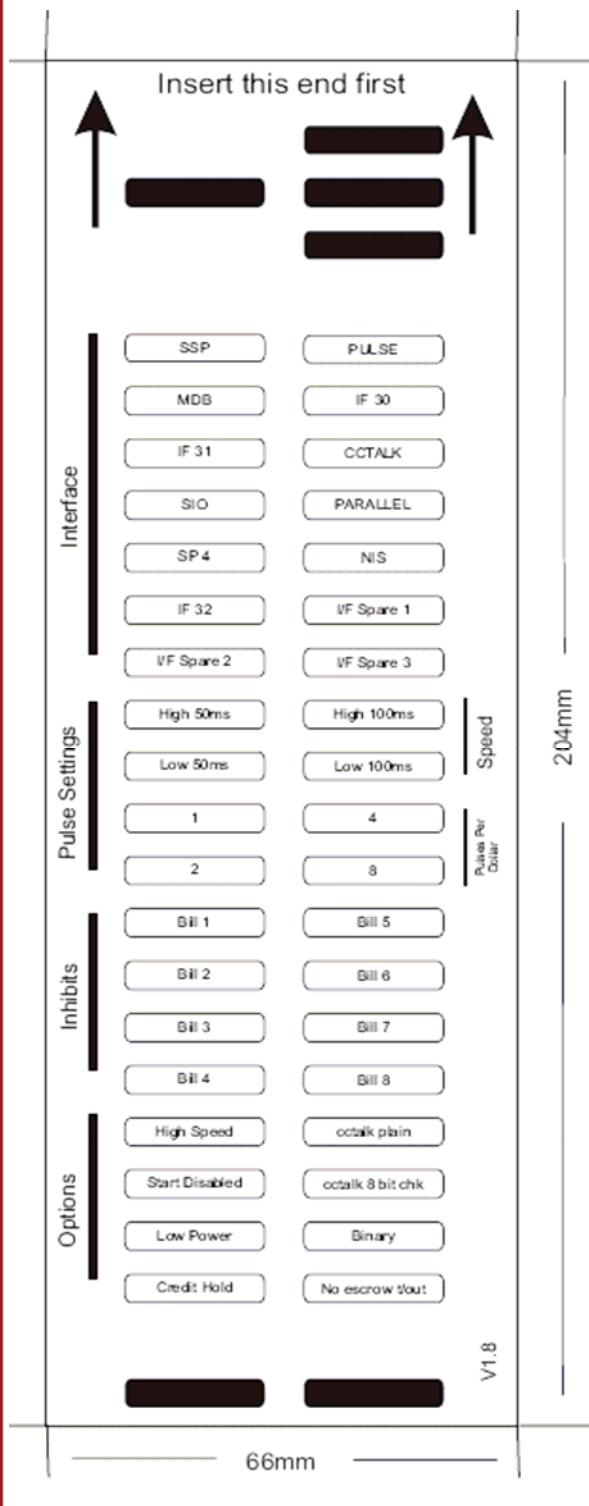 Insert this end first
Interface
SSP PULSE
MDB IF 30
IF 31 CCTALK
SIO PARALLEL
SP4 NIS
IF 32 I/F Spare 1
I/F Spare 2 I/F Spare 3
Pulse Settings
High 50ms High 100ms
Low 50ms Low 100ms
Speed
1 4
2 8
Pulses Per
Dollar
Inhibits
Bill 1 Bill 5
Bill 2 Bill 6
Bill 3 Bill 7
Bill 4 Bill 8
Options
High Speed cctalk plain
Start Disabled cctalk 8 bit chk
Low Power Binary
Credit Hold No escrow t/out
V1.8
204mm
66mm